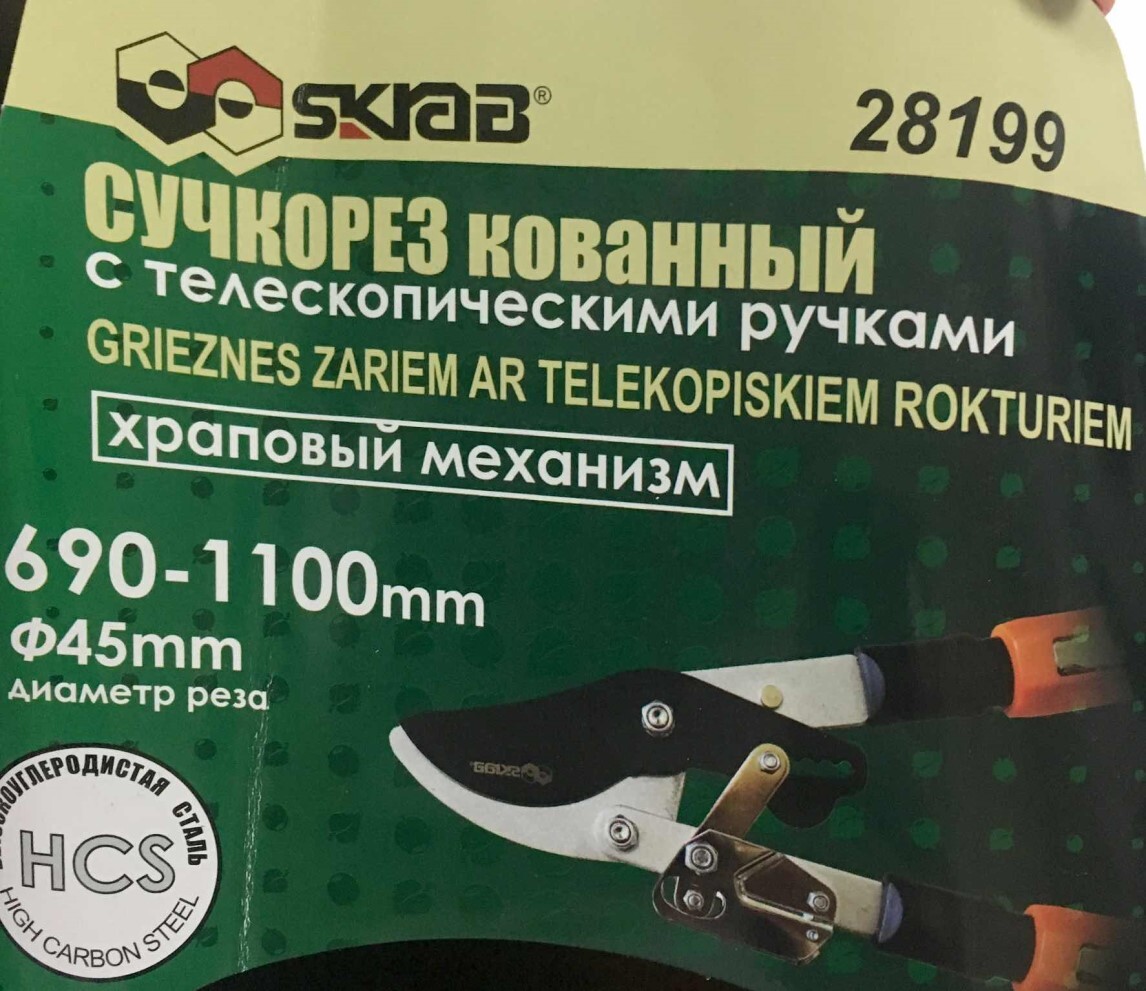 SKRAB®
28199
СУЧКОРЕЗ кованный
с телескопическими ручками
GRIEZNES ZARIEM AR TELEKOPISKIEM ROKTURIEM
храповый механизм
690-1100mm
Ф45mm
диаметр реза
SKRAB
ВЫСОКОУГЛЕРОДИСТАЯ СТАЛЬ
HCS
HIGH CARBON STEEL